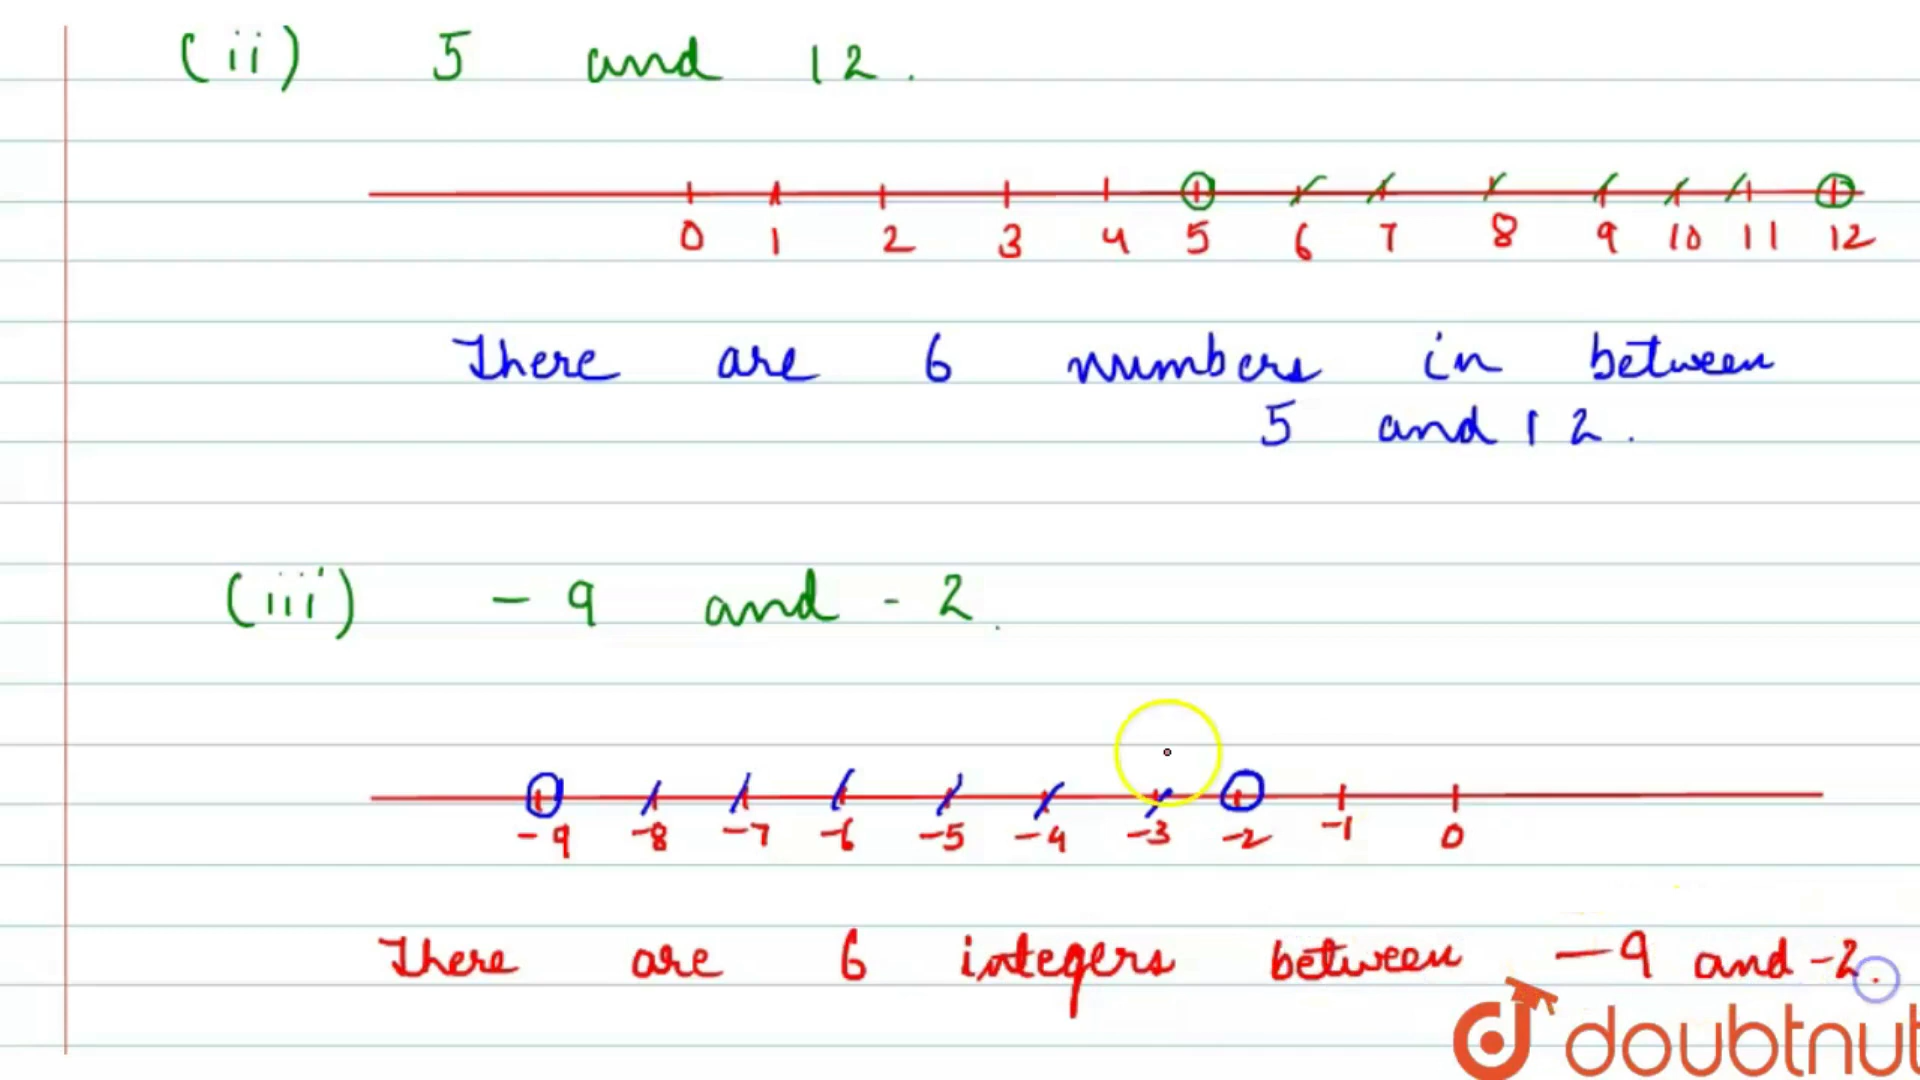 (ii) 5 and 12.
0 1 2 3 4 5 6 7 8 9 10 11 12
There are 6 numbers in between
5 and 12.
(iii) -9 and -2.
-9 -8 -7 -6 -5 -4 -3 -2 -1 0
There are 6 integers between -9 and -2.
doubtnut